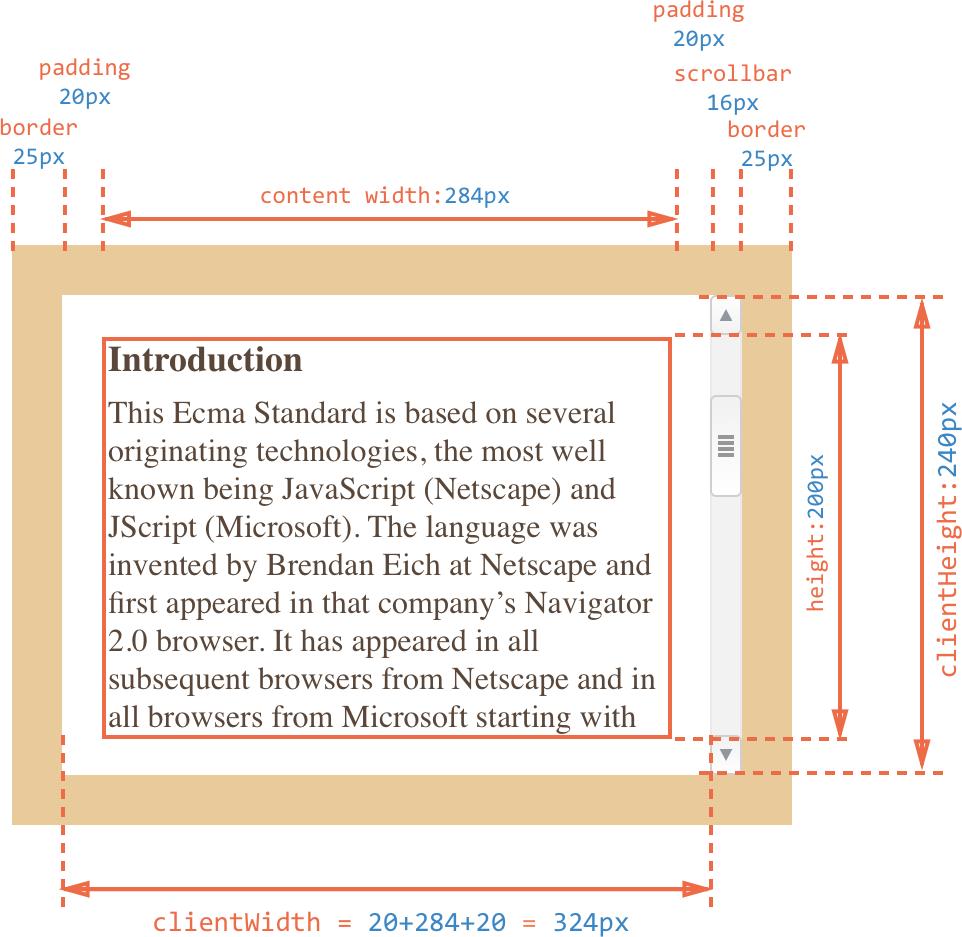 padding
20px
padding
20px
scrollbar
16px
border
25px
border
25px
content width:284px
Introduction
This Ecma Standard is based on several
originating technologies, the most well
known being JavaScript (Netscape) and
JScript (Microsoft). The language was
invented by Brendan Eich at Netscape and
first appeared in that company’s Navigator
2.0 browser. It has appeared in all
subsequent browsers from Netscape and in
all browsers from Microsoft starting with
height:200px
clientHeight:240px
clientWidth = 20+284+20 = 324px